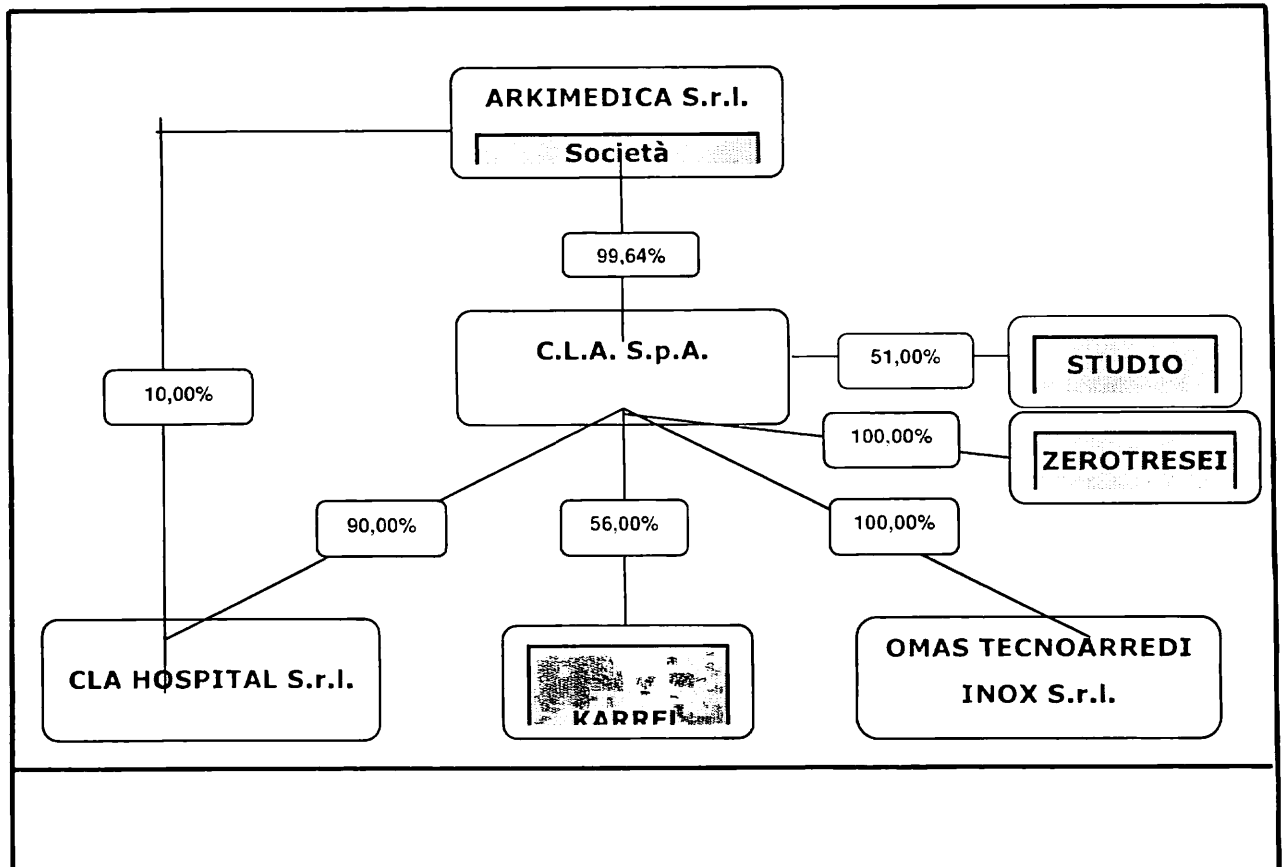 ARKIMEDICA S.r.l.
Società
99,64%
C.L.A. S.p.A.
51,00%
STUDIO
10,00%
100,00%
ZEROTRESEI
90,00%
56,00%
100,00%
CLA HOSPITAL S.r.l.
OMAS TECNOARREDI
INOX S.r.l.